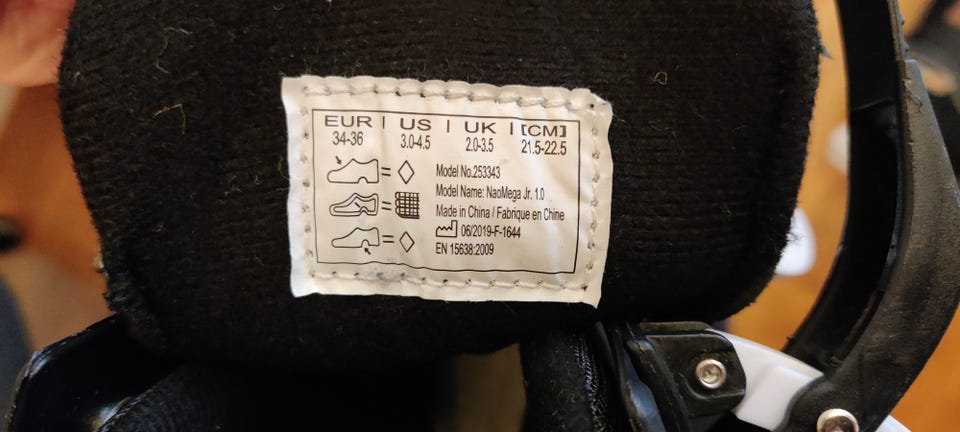 EUR | US | UK | [CM]
34-36 3.0-4.5 2.0-3.5 21.5-22.5
Model No.253343
Model Name: NaoMega Jr. 1.0
Made in China / Fabrique en Chine
06/2019-F-1644
EN 15638:2009